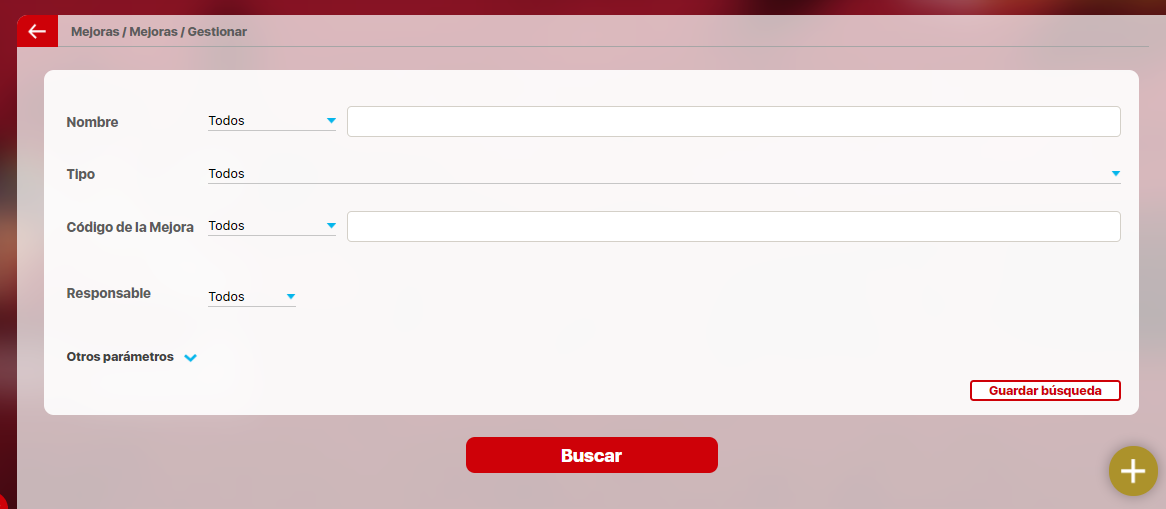 Mejoras / Mejoras / Gestionar
Nombre Todos
Tipo Todos
Código de la Mejora Todos
Responsable Todos
Otros parámetros
Guardar búsqueda
Buscar